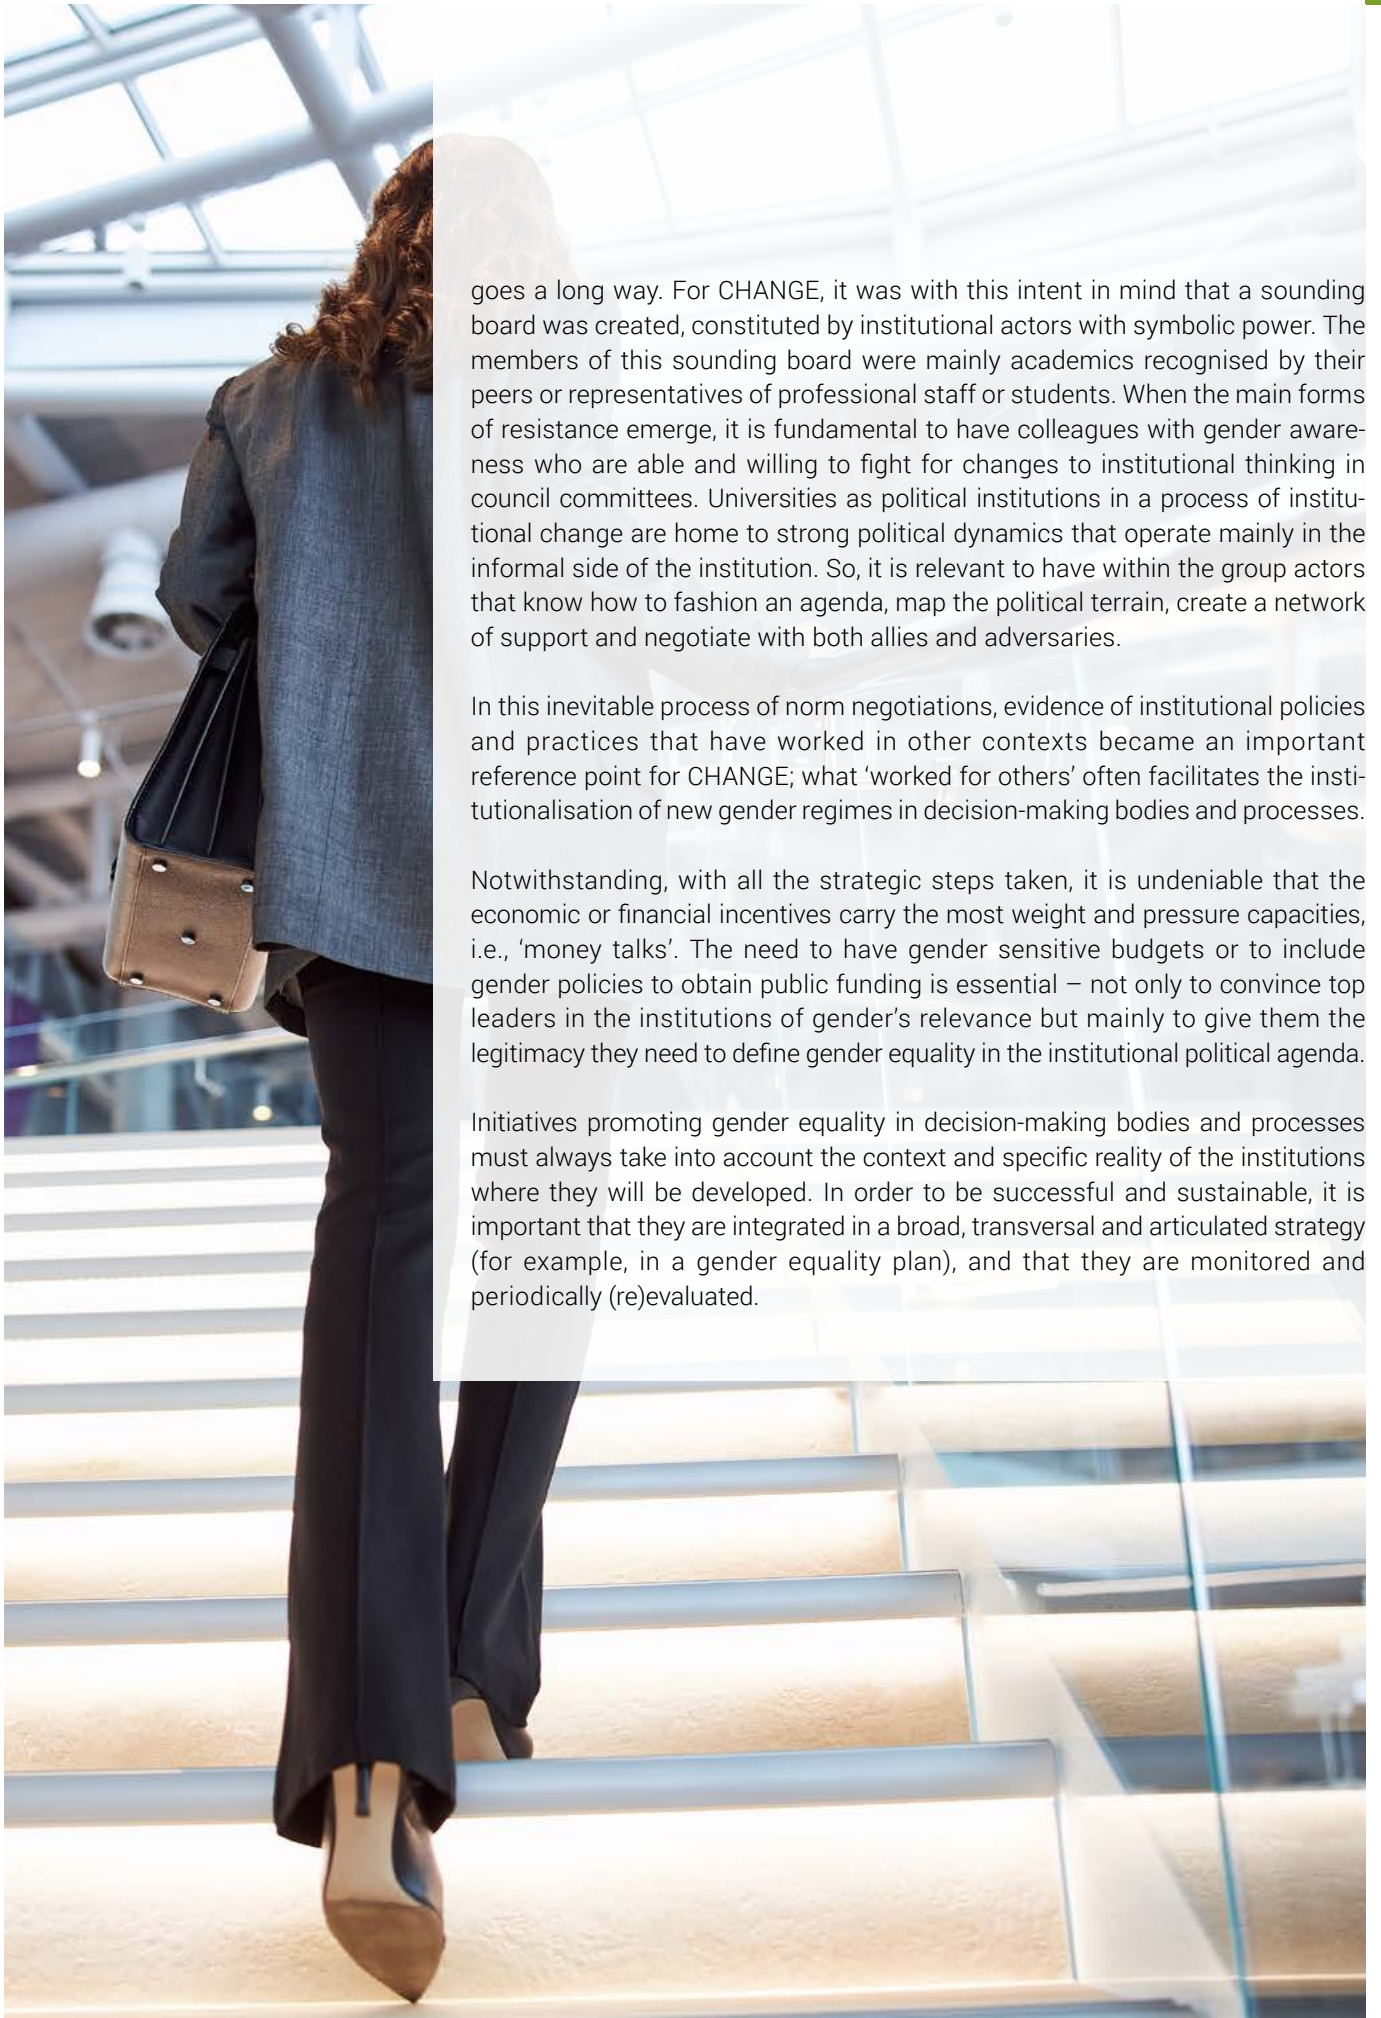 goes a long way. For CHANGE, it was with this intent in mind that a sounding
board was created, constituted by institutional actors with symbolic power. The
members of this sounding board were mainly academics recognised by their
peers or representatives of professional staff or students. When the main forms
of resistance emerge, it is fundamental to have colleagues with gender aware-
ness who are able and willing to fight for changes to institutional thinking in
council committees. Universities as political institutions in a process of institu-
tional change are home to strong political dynamics that operate mainly in the
informal side of the institution. So, it is relevant to have within the group actors
that know how to fashion an agenda, map the political terrain, create a network
of support and negotiate with both allies and adversaries.
In this inevitable process of norm negotiations, evidence of institutional policies
and practices that have worked in other contexts became an important
reference point for CHANGE; what ‘worked for others’ often facilitates the insti-
tutionalisation of new gender regimes in decision-making bodies and processes.
Notwithstanding, with all the strategic steps taken, it is undeniable that the
economic or financial incentives carry the most weight and pressure capacities,
i.e., ‘money talks’. The need to have gender sensitive budgets or to include
gender policies to obtain public funding is essential – not only to convince top
leaders in the institutions of gender’s relevance but mainly to give them the
legitimacy they need to define gender equality in the institutional political agenda.
Initiatives promoting gender equality in decision-making bodies and processes
must always take into account the context and specific reality of the institutions
where they will be developed. In order to be successful and sustainable, it is
important that they are integrated in a broad, transversal and articulated strategy
(for example, in a gender equality plan), and that they are monitored and
periodically (re)evaluated.